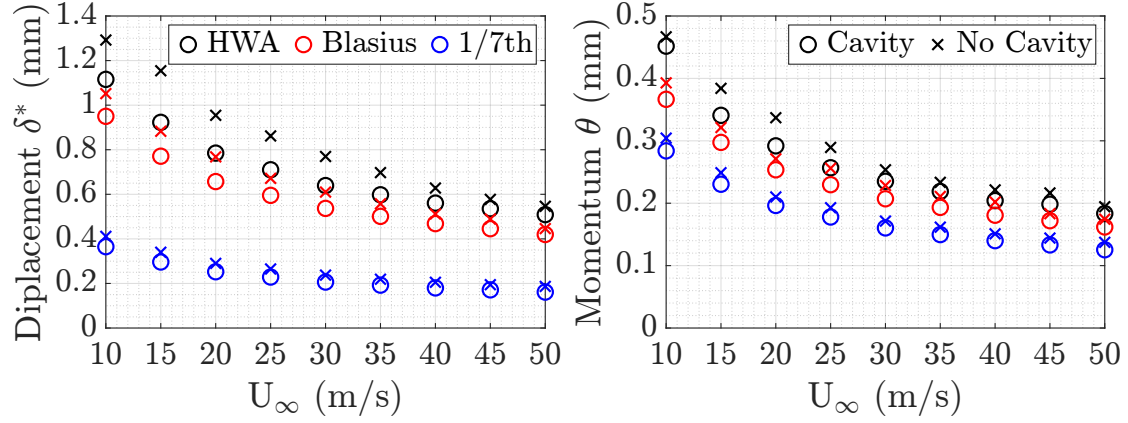 Diplacement δ* (mm)
1.4
1.2
1
0.8
0.6
0.4
0.2
0
HWA Blasius 1/7th
10 15 20 25 30 35 40 45 50
U∞ (m/s)
Momentum θ (mm)
0.5
0.4
0.3
0.2
0.1
0
Cavity No Cavity
10 15 20 25 30 35 40 45 50
U∞ (m/s)